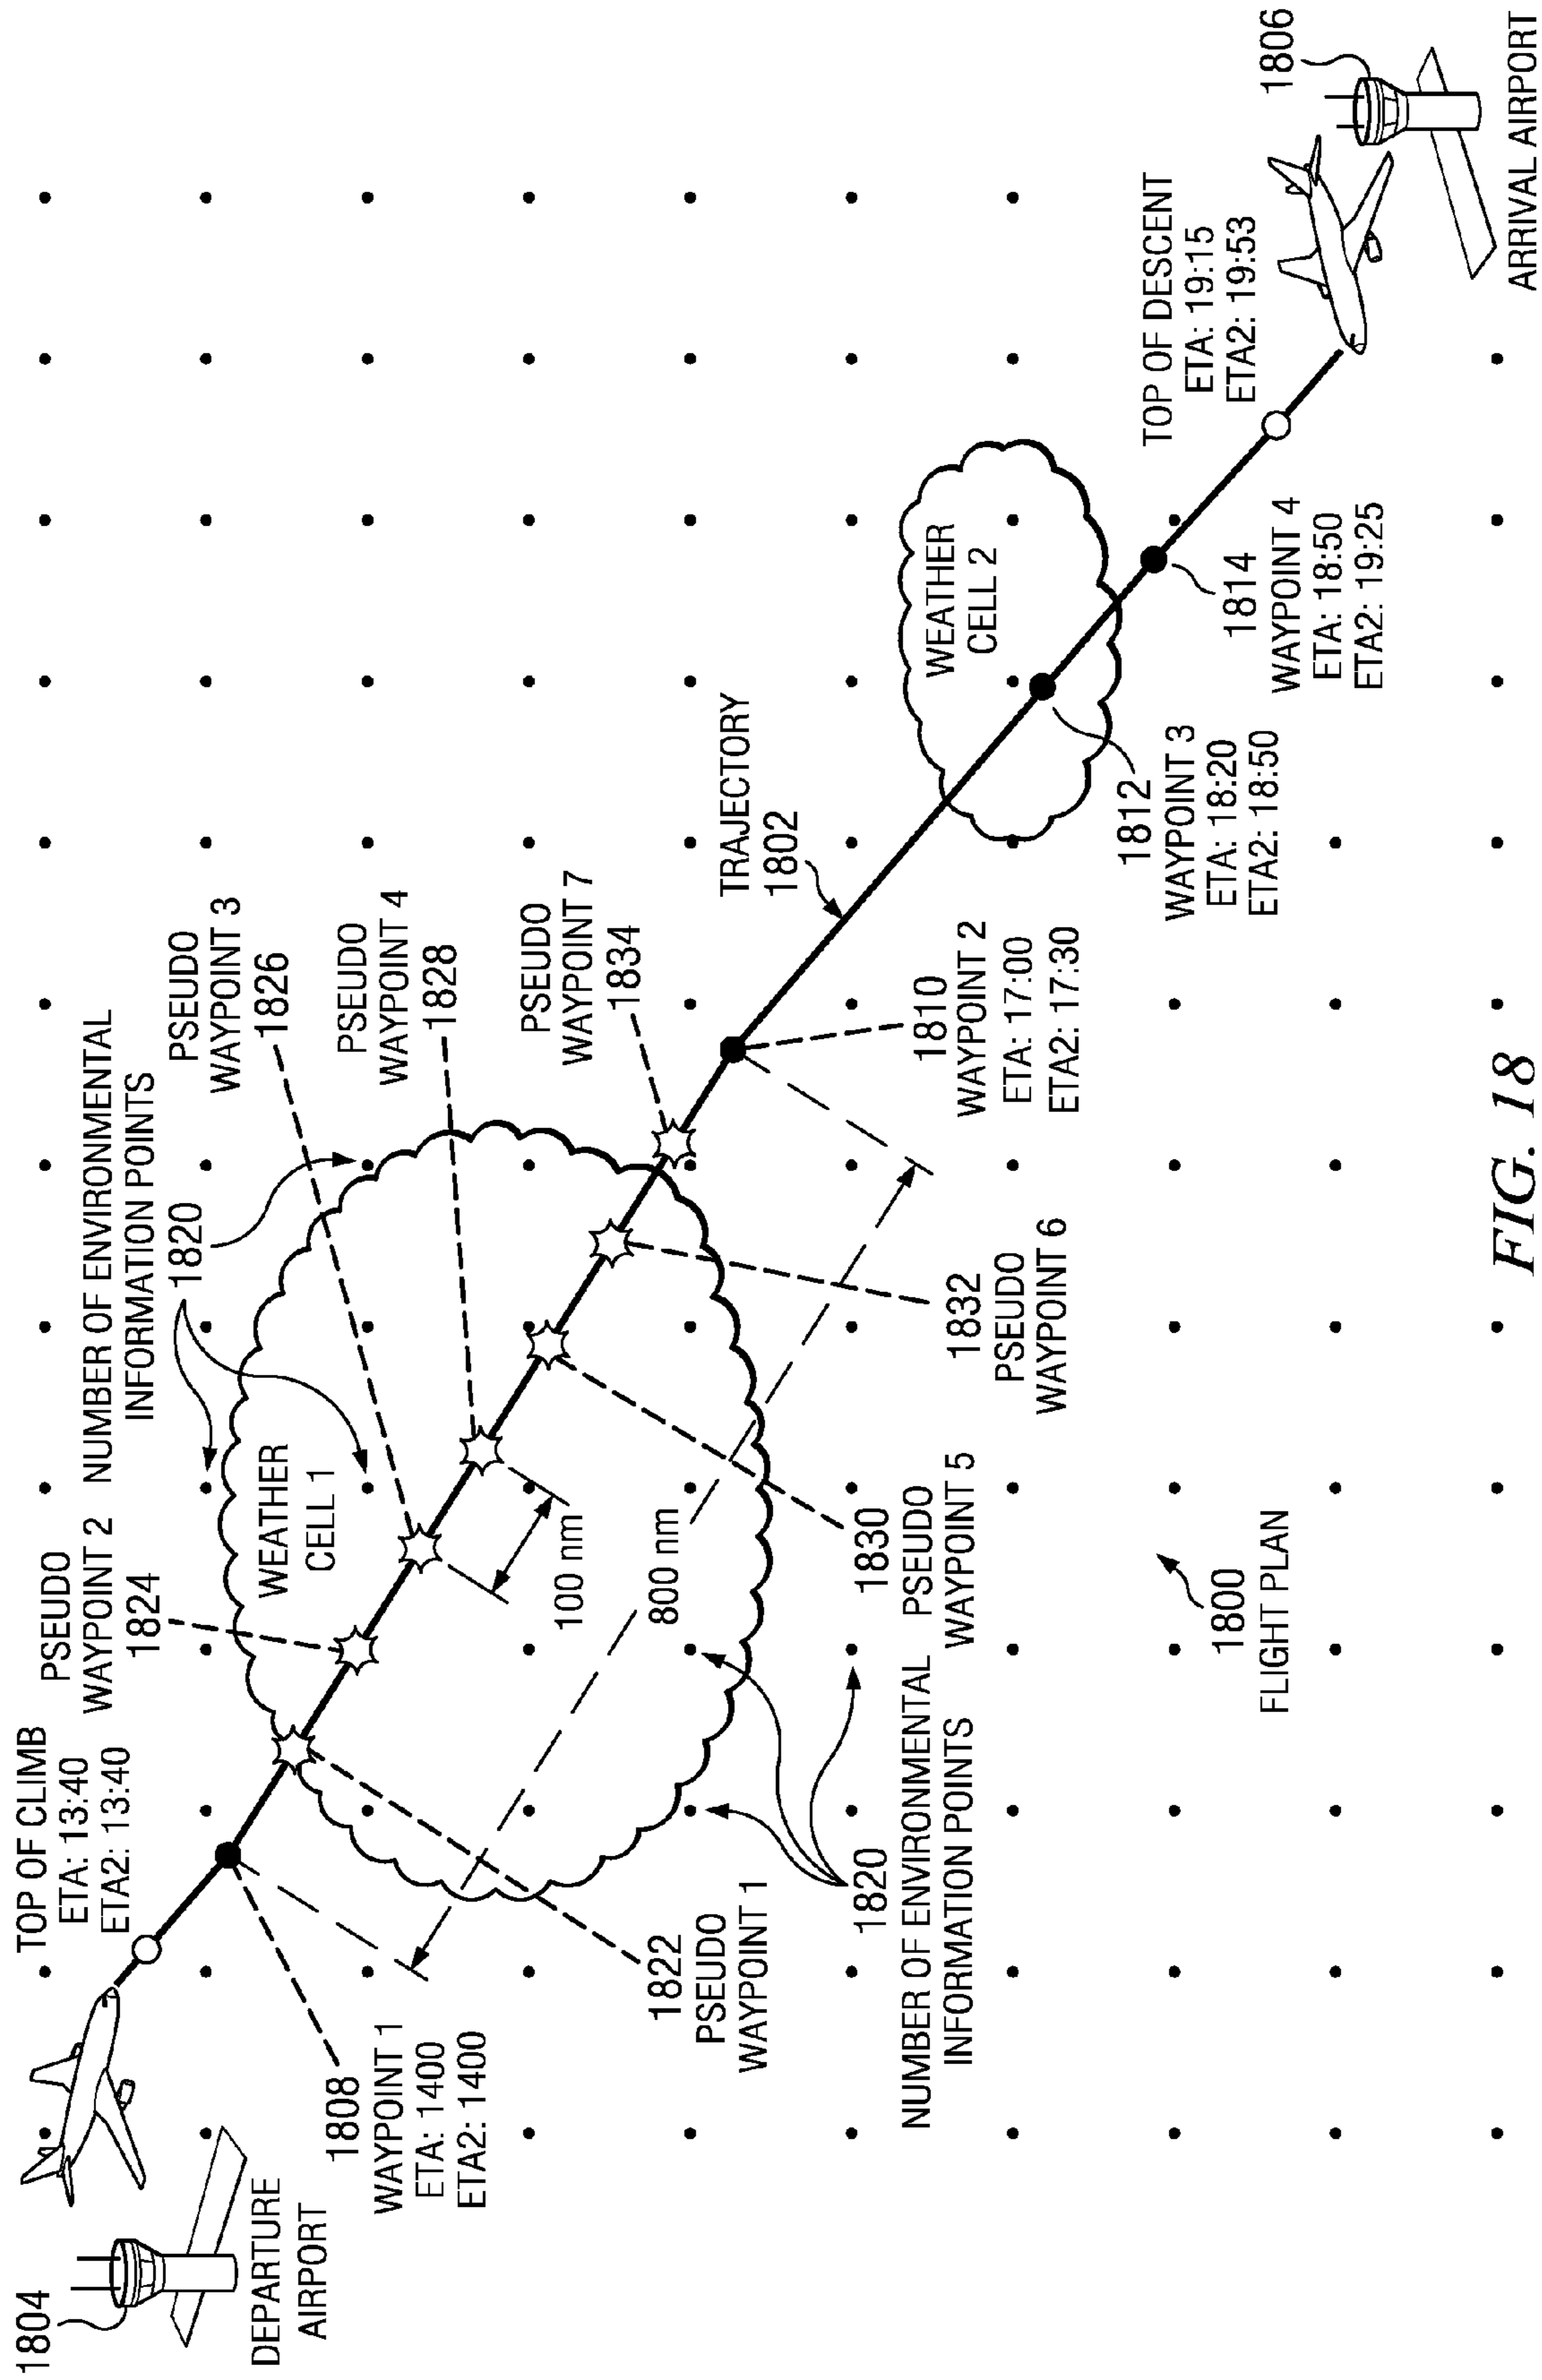 1804
DEPARTURE
AIRPORT
TOP OF CLIMB
ETA: 13:40
ETA2: 13:40
1808
WAYPOINT 1
ETA: 1400
ETA2: 1400
PSEUDO
WAYPOINT 2
1824
NUMBER OF ENVIRONMENTAL
INFORMATION POINTS
1820
PSEUDO
WAYPOINT 3
1826
PSEUDO
WAYPOINT 4
1828
PSEUDO
WAYPOINT 7
1834
WEATHER
CELL 1
100 nm
800 nm
1822
PSEUDO
WAYPOINT 1
1820
NUMBER OF ENVIRONMENTAL
INFORMATION POINTS
1830
PSEUDO
WAYPOINT 5
1832
PSEUDO
WAYPOINT 6
1810
WAYPOINT 2
ETA: 17:00
ETA2: 17:30
TRAJECTORY
1802
WEATHER
CELL 2
1812
WAYPOINT 3
ETA: 18:20
ETA2: 18:50
1814
WAYPOINT 4
ETA: 18:50
ETA2: 19:25
TOP OF DESCENT
ETA: 19:15
ETA2: 19:53
1806
ARRIVAL AIRPORT
1800
FLIGHT PLAN
FIG. 18